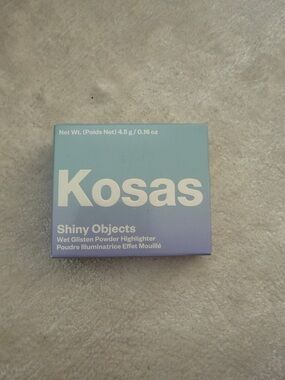 Net Wt. (Poids Net) 4.5 g / 0.16 oz
Kosas
Shiny Objects
Wet Glisten Powder Highlighter
Poudre Illuminatrice Effet Mouillé